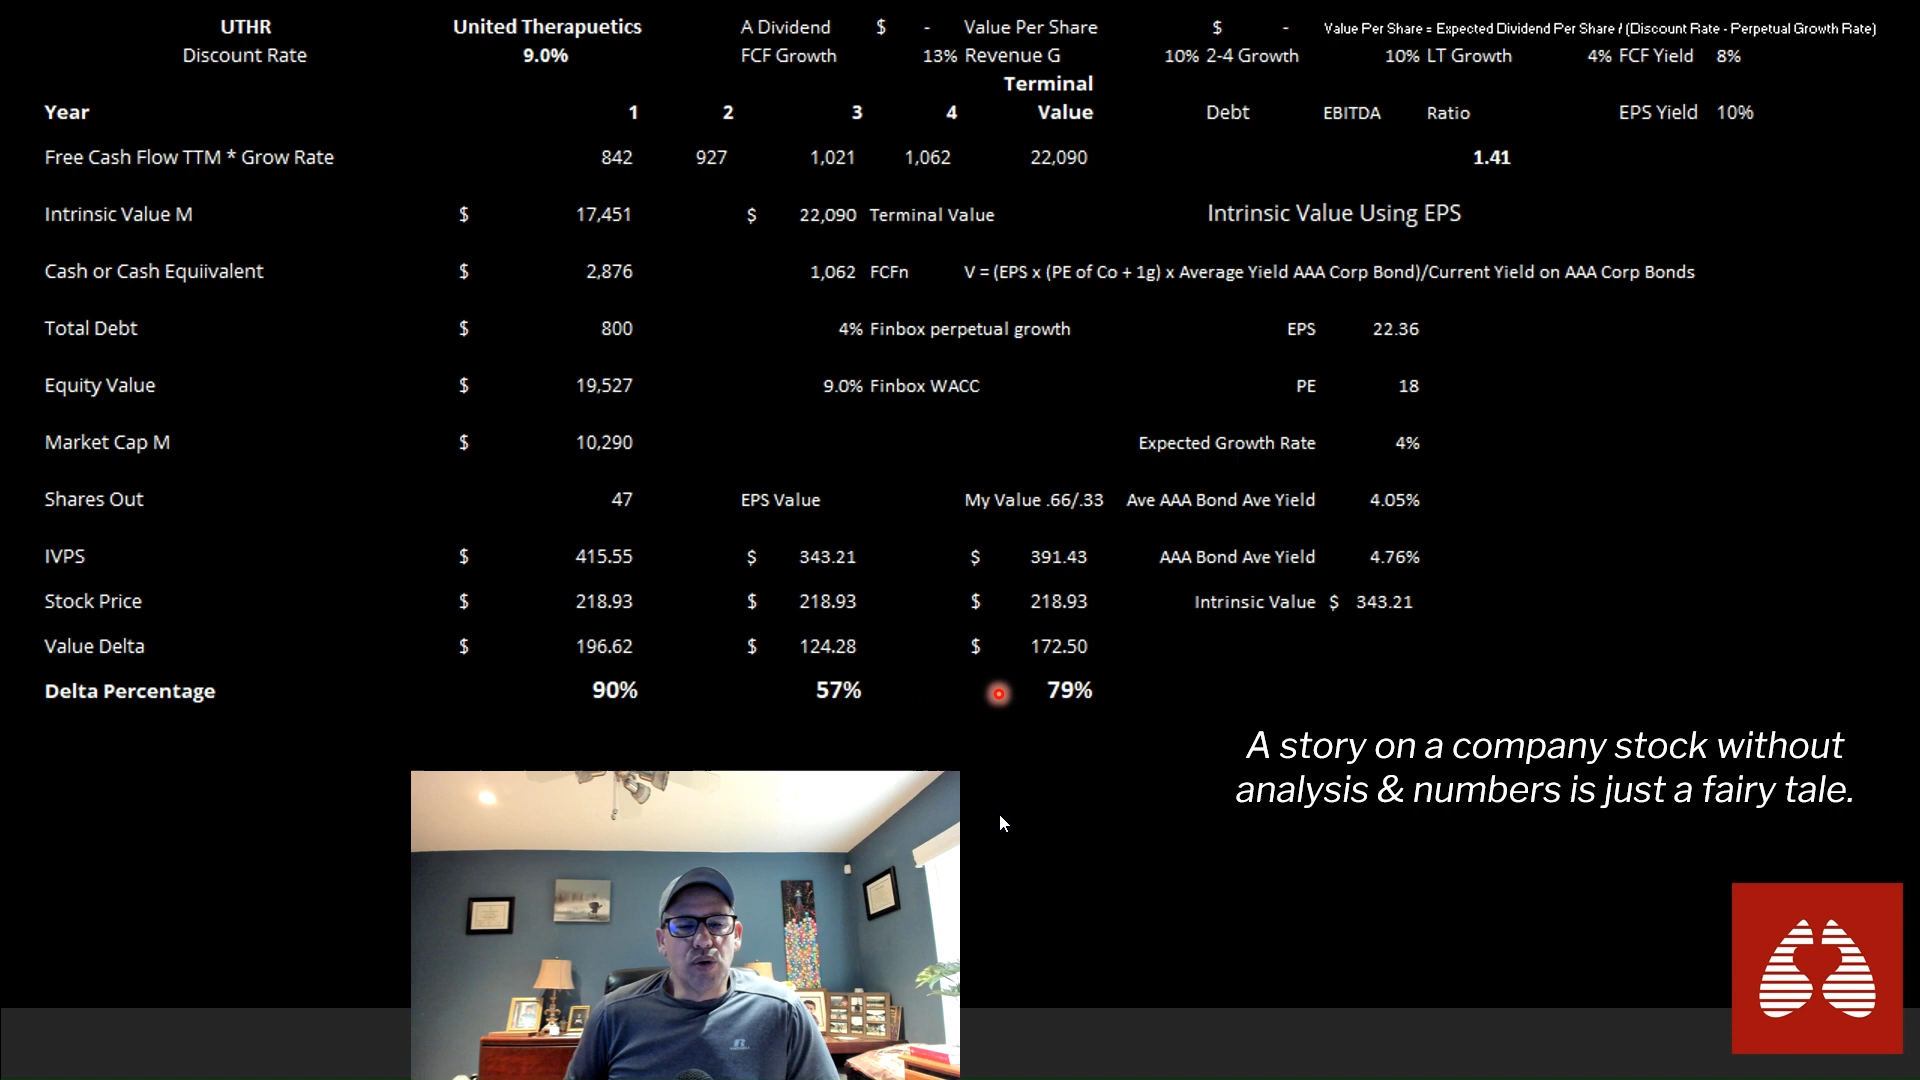 UTHR United Therapuetics A Dividend $ - Value Per Share $ - Value Per Share = Expected Dividend Per Share / (Discount Rate - Perpetual Growth Rate)
Discount Rate 9.0% FCF Growth 13% Revenue G 10% 2-4 Growth 10% LT Growth 4% FCF Yield 8%
Terminal
Year 1 2 3 4 Value Debt EBITDA Ratio EPS Yield 10%
Free Cash Flow TTM * Grow Rate 842 927 1,021 1,062 22,090 1.41
Intrinsic Value M $ 17,451 $ 22,090 Terminal Value Intrinsic Value Using EPS
Cash or Cash Equiivalent $ 2,876 1,062 FCFn V = (EPS x (PE of Co + 1g) x Average Yield AAA Corp Bond)/Current Yield on AAA Corp Bonds
Total Debt $ 800 4% Finbox perpetual growth EPS 22.36
Equity Value $ 19,527 9.0% Finbox WACC PE 18
Market Cap M $ 10,290 Expected Growth Rate 4%
Shares Out 47 EPS Value My Value .66/.33 Ave AAA Bond Ave Yield 4.05%
IVPS $ 415.55 $ 343.21 $ 391.43 AAA Bond Ave Yield 4.76%
Stock Price $ 218.93 $ 218.93 $ 218.93 Intrinsic Value $ 343.21
Value Delta $ 196.62 $ 124.28 $ 172.50
Delta Percentage 90% 57% 79%
A story on a company stock without
analysis & numbers is just a fairy tale.